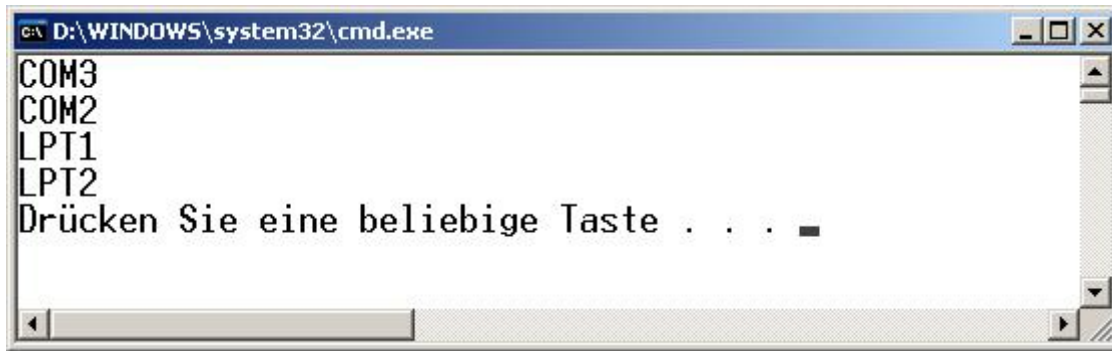 D:\WINDOWS\system32\cmd.exe
COM3
COM2
LPT1
LPT2
Drücken Sie eine beliebige Taste . . .